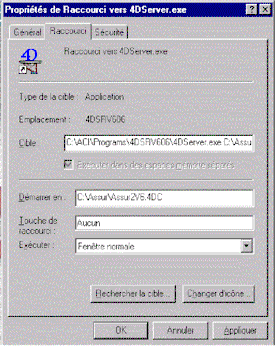 Propriétés de Raccourci vers 4DServer.exe
Général
Raccourci
Sécurité
4D
Raccourci vers 4DServer.exe
Type de la cible : Application
Emplacement : 4DSRV606
Cible : C:\ACI\Programs\4DSRV606\4DServer.exe C:\Assu
Exécuter dans des espaces mémoire séparés
Démarrer en : C:\Assur\Assur2V6.4DC
Touche de raccourci : Aucun
Exécuter : Fenêtre normale
Rechercher la cible... Changer d'icône...
OK Annuler Appliquer